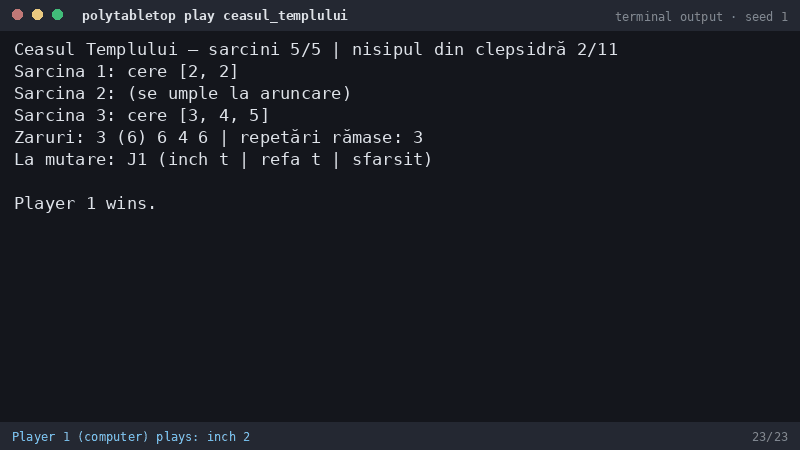 polytabletop play ceasul_templului
terminal output · seed 1
Ceasul Templului — sarcini 5/5 | nisipul din clepsidră 2/11
Sarcina 1: cere [2, 2]
Sarcina 2: (se umple la aruncare)
Sarcina 3: cere [3, 4, 5]
Zaruri: 3 (6) 6 4 6 | repetări rămase: 3
La mutare: J1 (inch t | refa t | sfarsit)
Player 1 wins.
Player 1 (computer) plays: inch 2
23/23